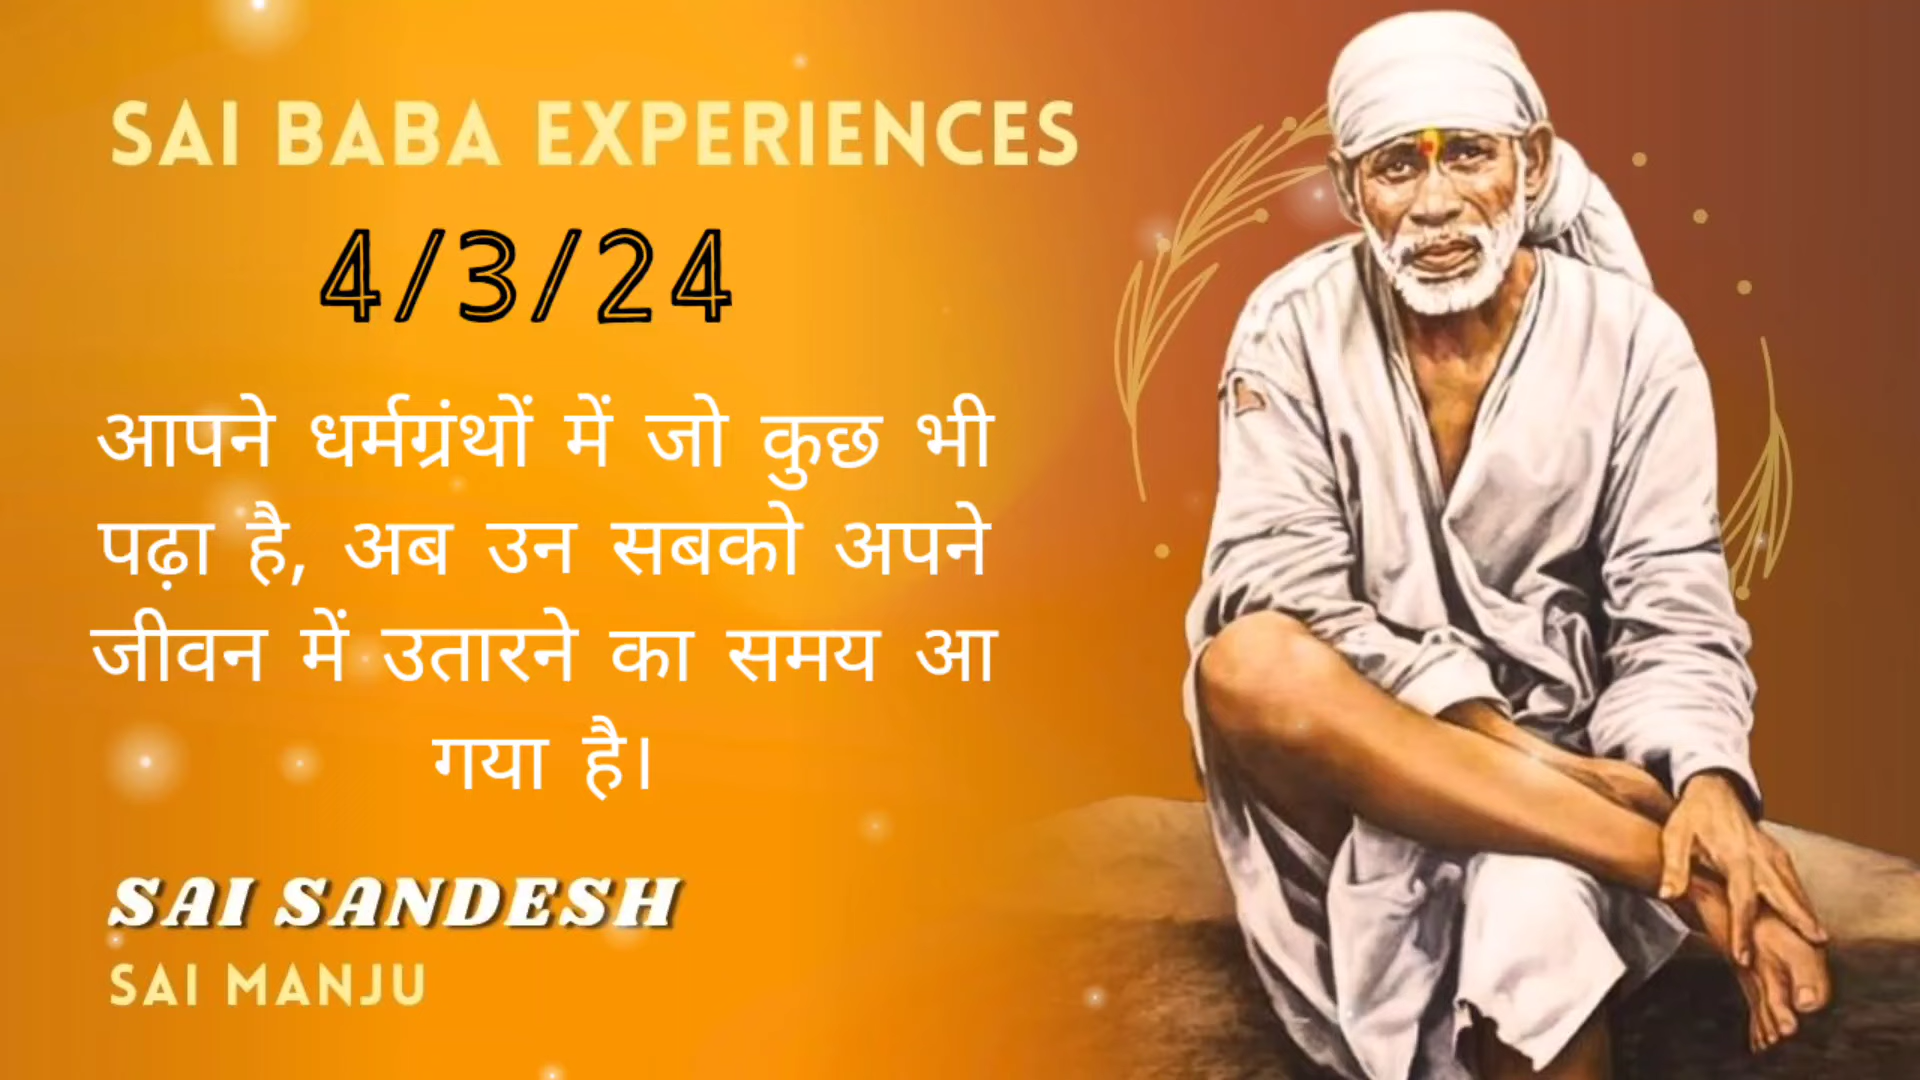 SAI BABA EXPERIENCES
4/3/24
आपने धर्मग्रंथों में जो कुछ भी
पढ़ा है, अब उन सबको अपने
जीवन में उतारने का समय आ
गया है।
SAI SANDESH
SAI MANJU